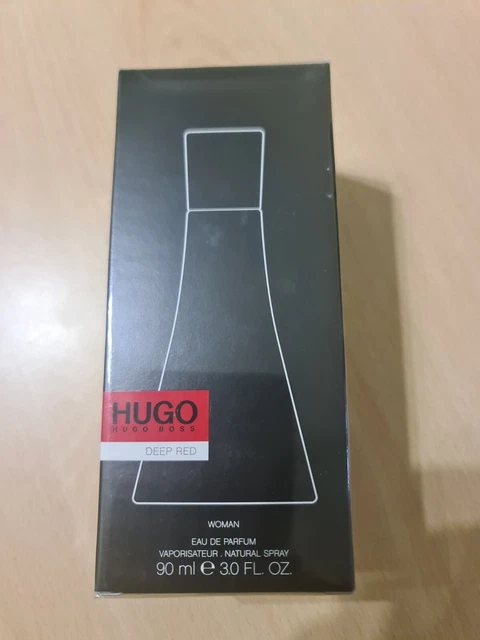 HUGO
HUGO BOSS
DEEP RED
WOMAN
EAU DE PARFUM
VAPORISATEUR . NATURAL SPRAY
90 ml ℮ 3.0 FL. OZ.